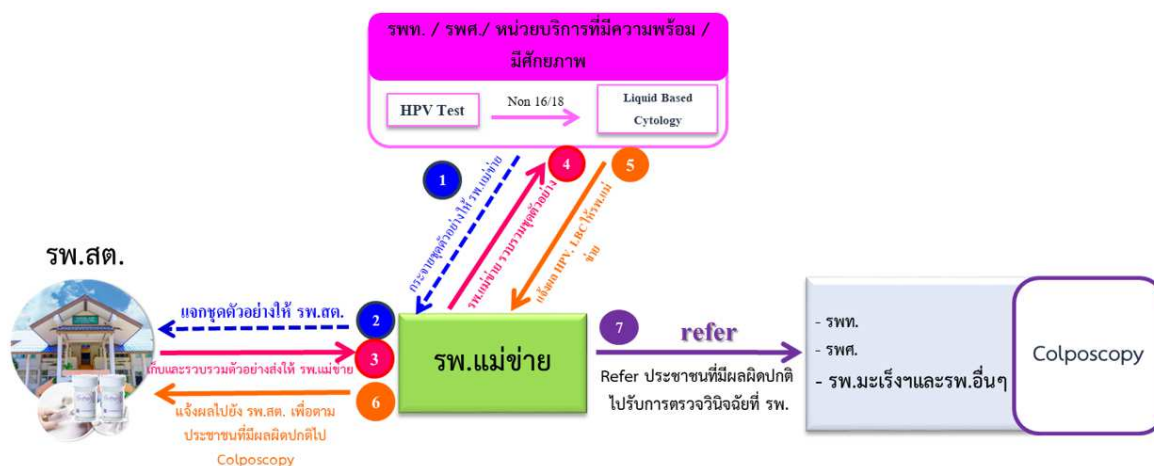 รพท. / รพศ./ หน่วยบริการที่มีความพร้อม /
มีศักยภาพ
HPV Test
Non 16/18
Liquid Based
Cytology
1
4
5
กระจายชุดตัวอย่างให้ รพ.แม่ข่าย
รพ.แม่ข่าย รวบรวมชุดตัวอย่าง
แจ้งผล HPV, LBC ให้รพ.แม่
ข่าย
รพ.สต.
แจกชุดตัวอย่างให้ รพ.สต.
2
3
เก็บและรวบรวมตัวอย่างส่งให้ รพ.แม่ข่าย
6
แจ้งผลไปยัง รพ.สต. เพื่อตาม
ประชาชนที่มีผลผิดปกติไป
Colposcopy
รพ.แม่ข่าย
7
refer
Refer ประชาชนที่มีผลผิดปกติ
ไปรับการตรวจวินิจฉัยที่ รพ.
- รพท.
- รพศ.
- รพ.มะเร็งฯและรพ.อื่นๆ
Colposcopy